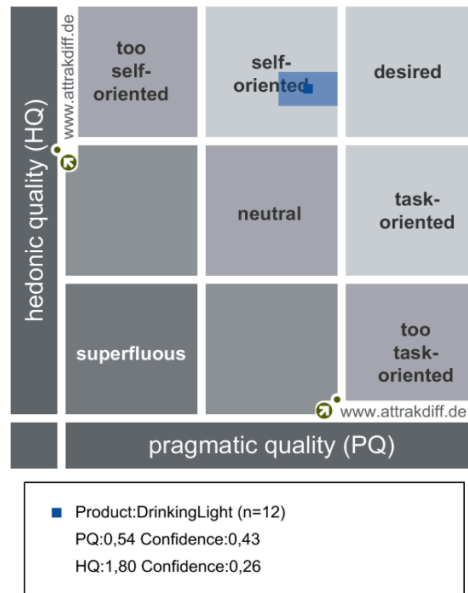 hedonic quality (HQ)
www.attrakdiff.de
too
self-
oriented
self-
oriented
desired
neutral
task-
oriented
superfluous
too
task-
oriented
www.attrakdiff.de
pragmatic quality (PQ)
Product:DrinkingLight (n=12)
PQ:0,54 Confidence:0,43
HQ:1,80 Confidence:0,26